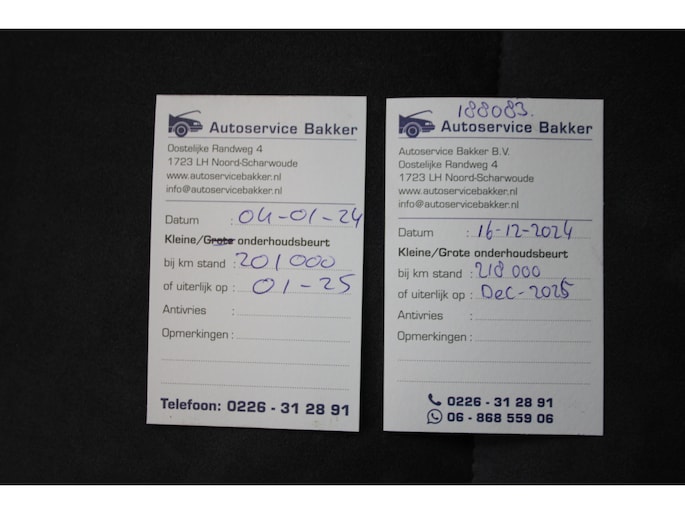 Autoservice Bakker
Oostelijke Randweg 4
1723 LH Noord-Scharwoude
www.autoservicebakker.nl
info@autoservicebakker.nl
Datum : 04-01-24
Kleine/Grote onderhoudsbeurt
bij km stand : 201000
of uiterlijk op : 01-25
Antivries :
Opmerkingen :
Telefoon: 0226 - 31 28 91
188083.
Autoservice Bakker
Autoservice Bakker B.V.
Oostelijke Randweg 4
1723 LH Noord-Scharwoude
www.autoservicebakker.nl
info@autoservicebakker.nl
Datum : 16-12-2024
Kleine/Grote onderhoudsbeurt
bij km stand : 218 000
of uiterlijk op : Dec-2025
Antivries :
Opmerkingen :
0226 - 31 28 91
06 - 868 559 06